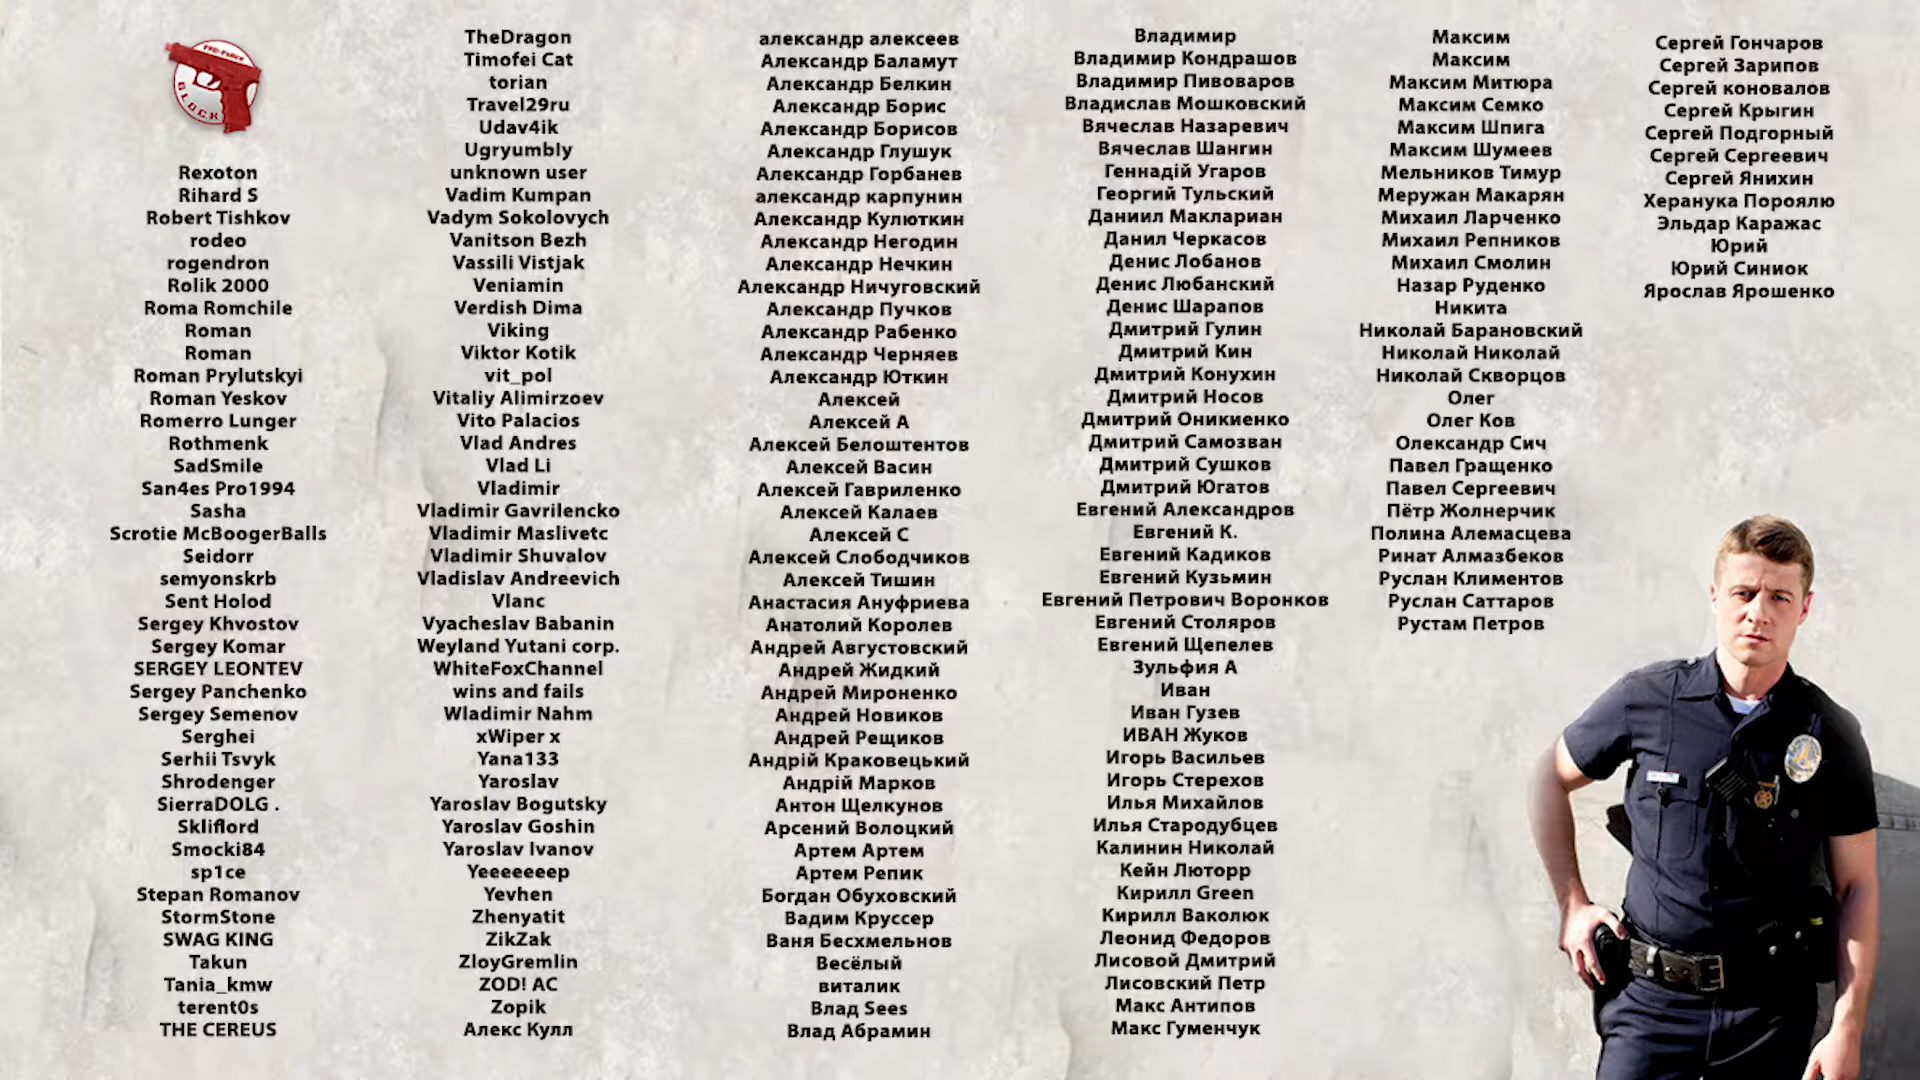 BLOCK
Rexoton
Rihard S
Robert Tishkov
rodeo
rogendron
Rolik 2000
Roma Romchile
Roman
Roman
Roman Prylutskyi
Roman Yeskov
Romerro Lunger
Rothmenk
SadSmile
San4es Pro1994
Sasha
Scrotie McBoogerBalls
Seidorr
semyonskrb
Sent Holod
Sergey Khvostov
Sergey Komar
SERGEY LEONTEV
Sergey Panchenko
Sergey Semenov
Serghei
Serhii Tsvyk
Shrodenger
SierraDOLG .
Skliflord
Smocki84
sp1ce
Stepan Romanov
StormStone
SWAG KING
Takun
Tania_kmw
terent0s
THE CEREUS
TheDragon
Timofei Cat
torian
Travel29ru
Udav4ik
Ugryumbly
unknown user
Vadim Kumpan
Vadym Sokolovych
Vanitson Bezh
Vassili Vistjak
Veniamin
Verdish Dima
Viking
Viktor Kotik
vit_pol
Vitaliy Alimirzoev
Vito Palacios
Vlad Andres
Vlad Li
Vladimir
Vladimir Gavrilencko
Vladimir Maslivetc
Vladimir Shuvalov
Vladislav Andreevich
Vlanc
Vyacheslav Babanin
Weyland Yutani corp.
WhiteFoxChannel
wins and fails
Wladimir Nahm
xWiper x
Yana133
Yaroslav
Yaroslav Bogutsky
Yaroslav Goshin
Yaroslav Ivanov
Yeeeeeeep
Yevhen
Zhenyatit
ZikZak
ZloyGremlin
ZOD! AC
Zopik
Алекс Кулл
александр алексеев
Александр Баламут
Александр Белкин
Александр Борис
Александр Борисов
Александр Глушук
Александр Горбанев
александр карпунин
Александр Кулюткин
Александр Негодин
Александр Нечкин
Александр Ничуговский
Александр Пучков
Александр Рабенко
Александр Черняев
Александр Юткин
Алексей
Алексей А
Алексей Белоштентов
Алексей Васин
Алексей Гавриленко
Алексей Калаев
Алексей С
Алексей Слободчиков
Алексей Тишин
Анастасия Ануфриева
Анатолий Королев
Андрей Августовский
Андрей Жидкий
Андрей Мироненко
Андрей Новиков
Андрей Рещиков
Андрій Краковецький
Андрій Марков
Антон Щелкунов
Арсений Волоцкий
Артем Артем
Артем Репик
Богдан Обуховский
Вадим Круссер
Ваня Бесхмельнов
Весёлый
виталик
Влад Sees
Влад Абрамин
Владимир
Владимир Кондрашов
Владимир Пивоваров
Владислав Мошковский
Вячеслав Назаревич
Вячеслав Шангин
Геннадій Угаров
Георгий Тульский
Даниил Маклариан
Данил Черкасов
Денис Лобанов
Денис Любанский
Денис Шарапов
Дмитрий Гулин
Дмитрий Кин
Дмитрий Конухин
Дмитрий Носов
Дмитрий Оникиенко
Дмитрий Самозван
Дмитрий Сушков
Дмитрий Югатов
Евгений Александров
Евгений К.
Евгений Кадиков
Евгений Кузьмин
Евгений Петрович Воронков
Евгений Столяров
Евгений Щепелев
Зульфия А
Иван
Иван Гузев
ИВАН Жуков
Игорь Васильев
Игорь Стерехов
Илья Михайлов
Илья Стародубцев
Калинин Николай
Кейн Люторр
Кирилл Green
Кирилл Ваколюк
Леонид Федоров
Лисовой Дмитрий
Лисовский Петр
Макс Антипов
Макс Гуменчук
Максим
Максим
Максим Митюра
Максим Семко
Максим Шпига
Максим Шумеев
Мельников Тимур
Меружан Макарян
Михаил Ларченко
Михаил Репников
Михаил Смолин
Назар Руденко
Никита
Николай Барановский
Николай Николай
Николай Скворцов
Олег
Олег Ков
Олександр Сич
Павел Гращенко
Павел Сергеевич
Пётр Жолнерчик
Полина Алемасцева
Ринат Алмазбеков
Руслан Климентов
Руслан Саттаров
Рустам Петров
Сергей Гончаров
Сергей Зарипов
Сергей коновалов
Сергей Крыгин
Сергей Подгорный
Сергей Сергеевич
Сергей Янихин
Херанука Пороялю
Эльдар Каражас
Юрий
Юрий Синиок
Ярослав Ярошенко